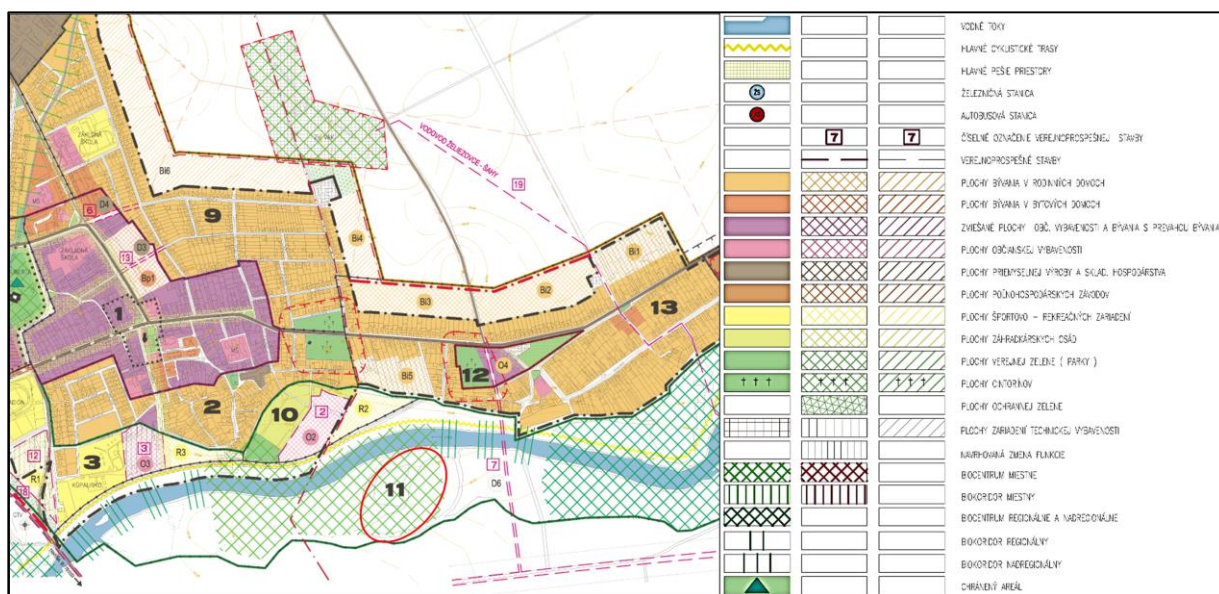 ZÁKLADNÁ
ŠKOLA
MŠ
6
D4
D3
ZÁKLADNÁ
ŠKOLA
13
Bp1
Bi6
9
VODOVOD ŽELIEZOVCE - ŠAHY
19
Bi4
Bi1
Bi2
Bi3
13
1
MŠ
O4
12
Bi5
2
10
2
R2
O2
12
3
3
O3
R3
R1
KÚPALISKO
18
11
7
D6
VODNÉ TOKY
HLAVNÉ CYKLISTICKÉ TRASY
HLAVNÉ PEŠIE PRIESTORY
ŽS
ŽELEZNIČNÁ STANICA
AUTOBUSOVÁ STANICA
7 7 ČÍSELNÉ OZNAČENIE VEREJNOPROSPEŠNEJ STAVBY
VEREJNOPROSPEŠNÉ STAVBY
PLOCHY BÝVANIA V RODINNÝCH DOMOCH
PLOCHY BÝVANIA V BYTOVÝCH DOMOCH
ZMIEŠANÉ PLOCHY OBČ. VYBAVENOSTI A BÝVANIA S PREVAHOU BÝVANIA
PLOCHY OBČIANSKEJ VYBAVENOSTI
PLOCHY PRIEMYSELNEJ VÝROBY A SKLAD. HOSPODÁRSTVA
PLOCHY POĽNOHOSPODÁRSKYCH ZÁVODOV
PLOCHY ŠPORTOVO - REKREAČNÝCH ZARIADENÍ
PLOCHY ZÁHRADKÁRSKYCH OSÁD
PLOCHY VEREJNEJ ZELENE ( PARKY )
PLOCHY CINTORÍNOV
PLOCHY OCHRANNEJ ZELENE
PLOCHY ZARIADENÍ TECHNICKEJ VYBAVENOSTI
NAVRHOVANÁ ZMENA FUNKCIE
BIOCENTRUM MIESTNE
BIOKORIDOR MIESTNY
BIOCENTRUM REGIONÁLNE A NADREGIONÁLNE
BIOKORIDOR REGIONÁLNY
BIOKORIDOR NADREGIONÁLNY
CHRÁNENÝ AREÁL